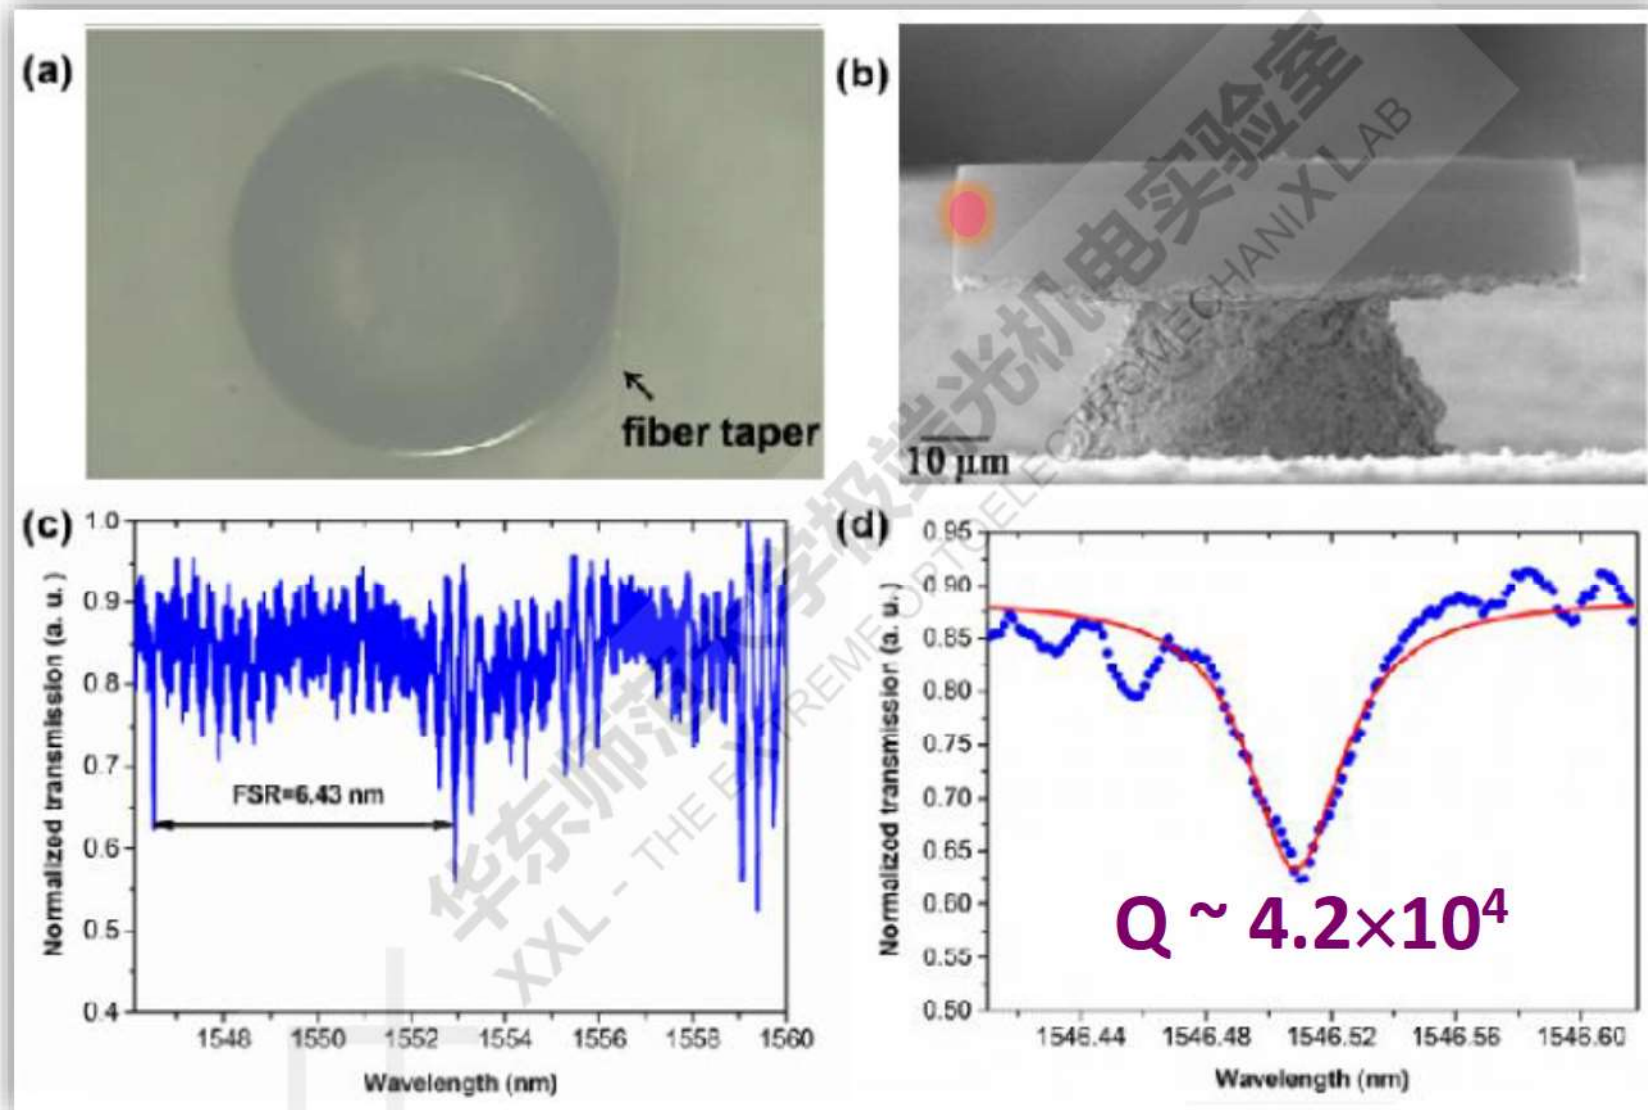 (a)
fiber taper
(b)
10 μm
华东师范大学极端光机电实验室
XXL - THE EXTREME OPTOELECTROMECHANIX LAB
(c)
Normalized transmission (a. u.)
1.0
0.9
0.8
0.7
0.6
0.5
0.4
FSR=6.43 nm
1548
1550
1552
1554
1556
1558
1560
Wavelength (nm)
(d)
Normalized transmission (a. u.)
0.95
0.90
0.85
0.80
0.75
0.70
0.65
0.60
0.55
0.50
Q ~ 4.2×10⁴
1546.44
1546.48
1546.52
1546.56
1546.60
Wavelength (nm)